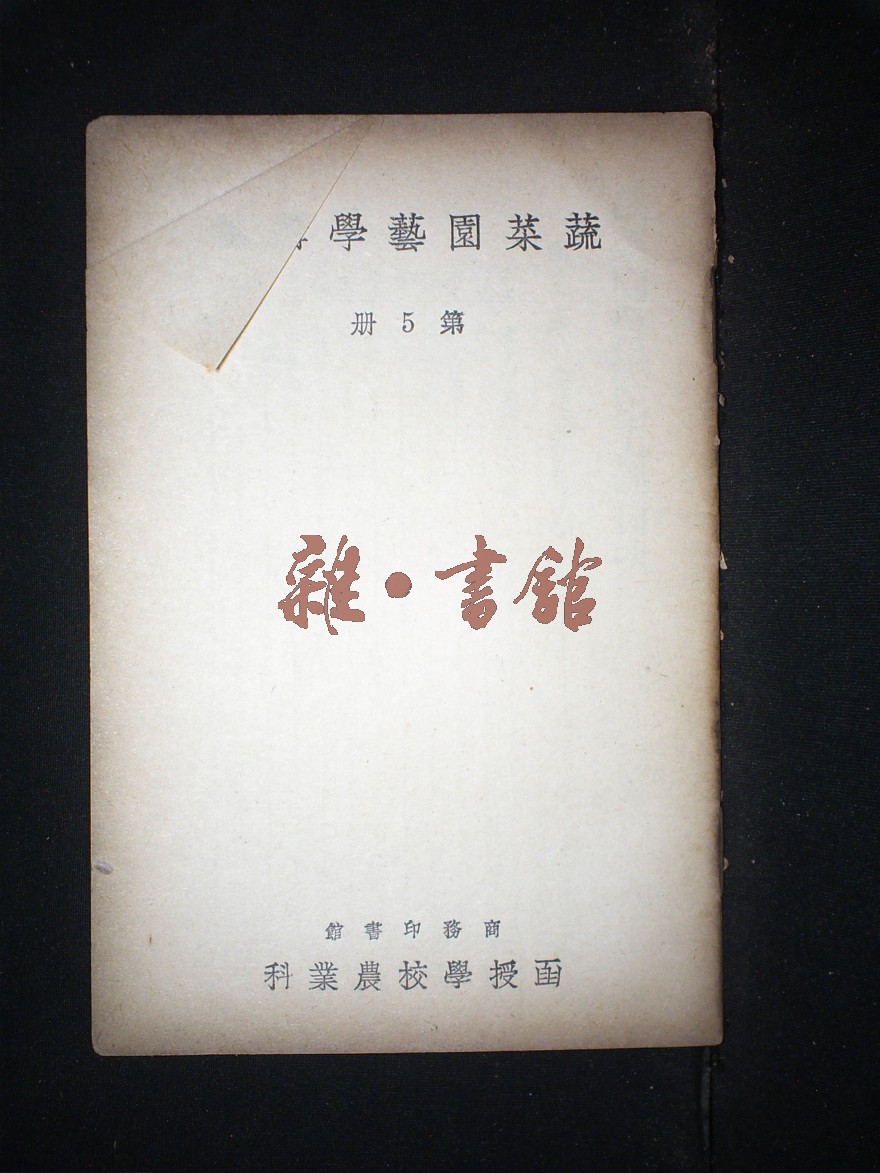 蔬菜園藝學
第5册
雜·書館
商務印書館
函授學校農業科